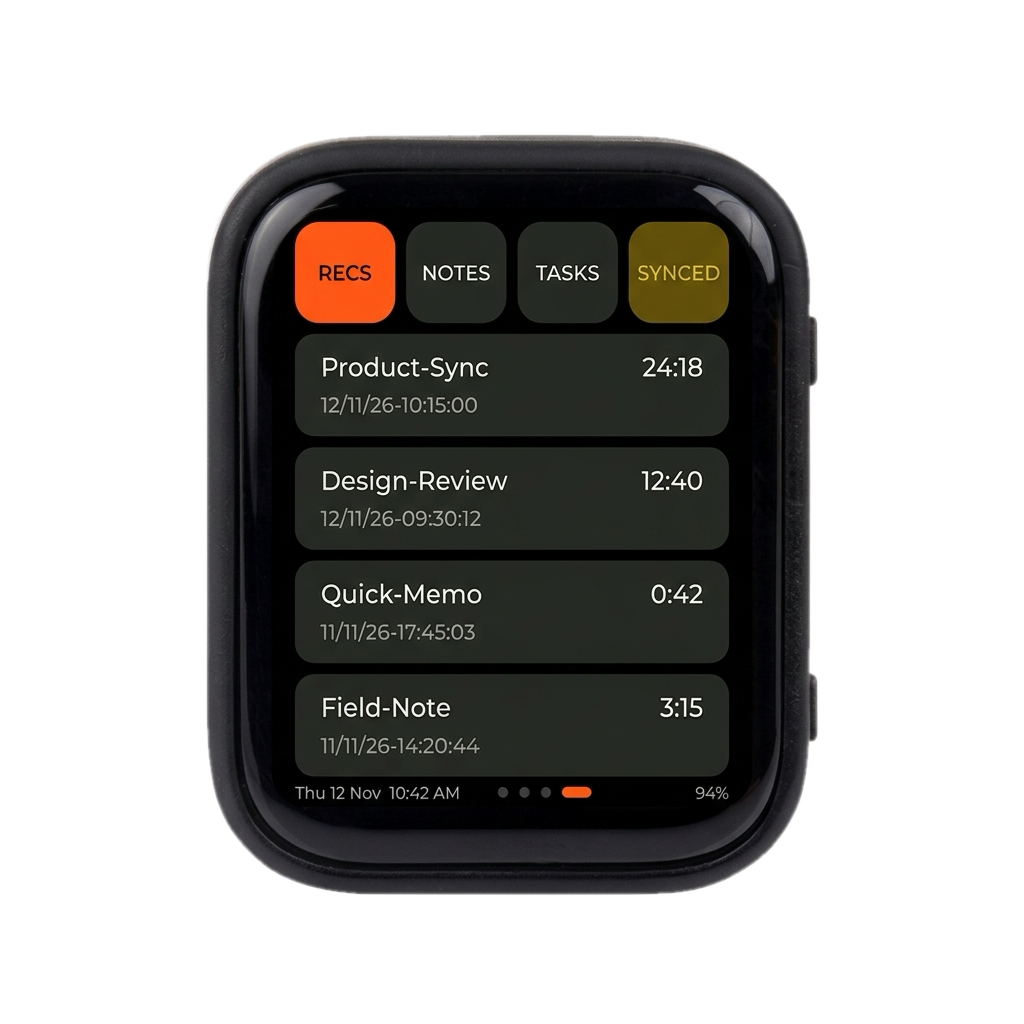 RECS NOTES TASKS SYNCED
Product-Sync 24:18
12/11/26-10:15:00
Design-Review 12:40
12/11/26-09:30:12
Quick-Memo 0:42
11/11/26-17:45:03
Field-Note 3:15
11/11/26-14:20:44
Thu 12 Nov 10:42 AM 94%